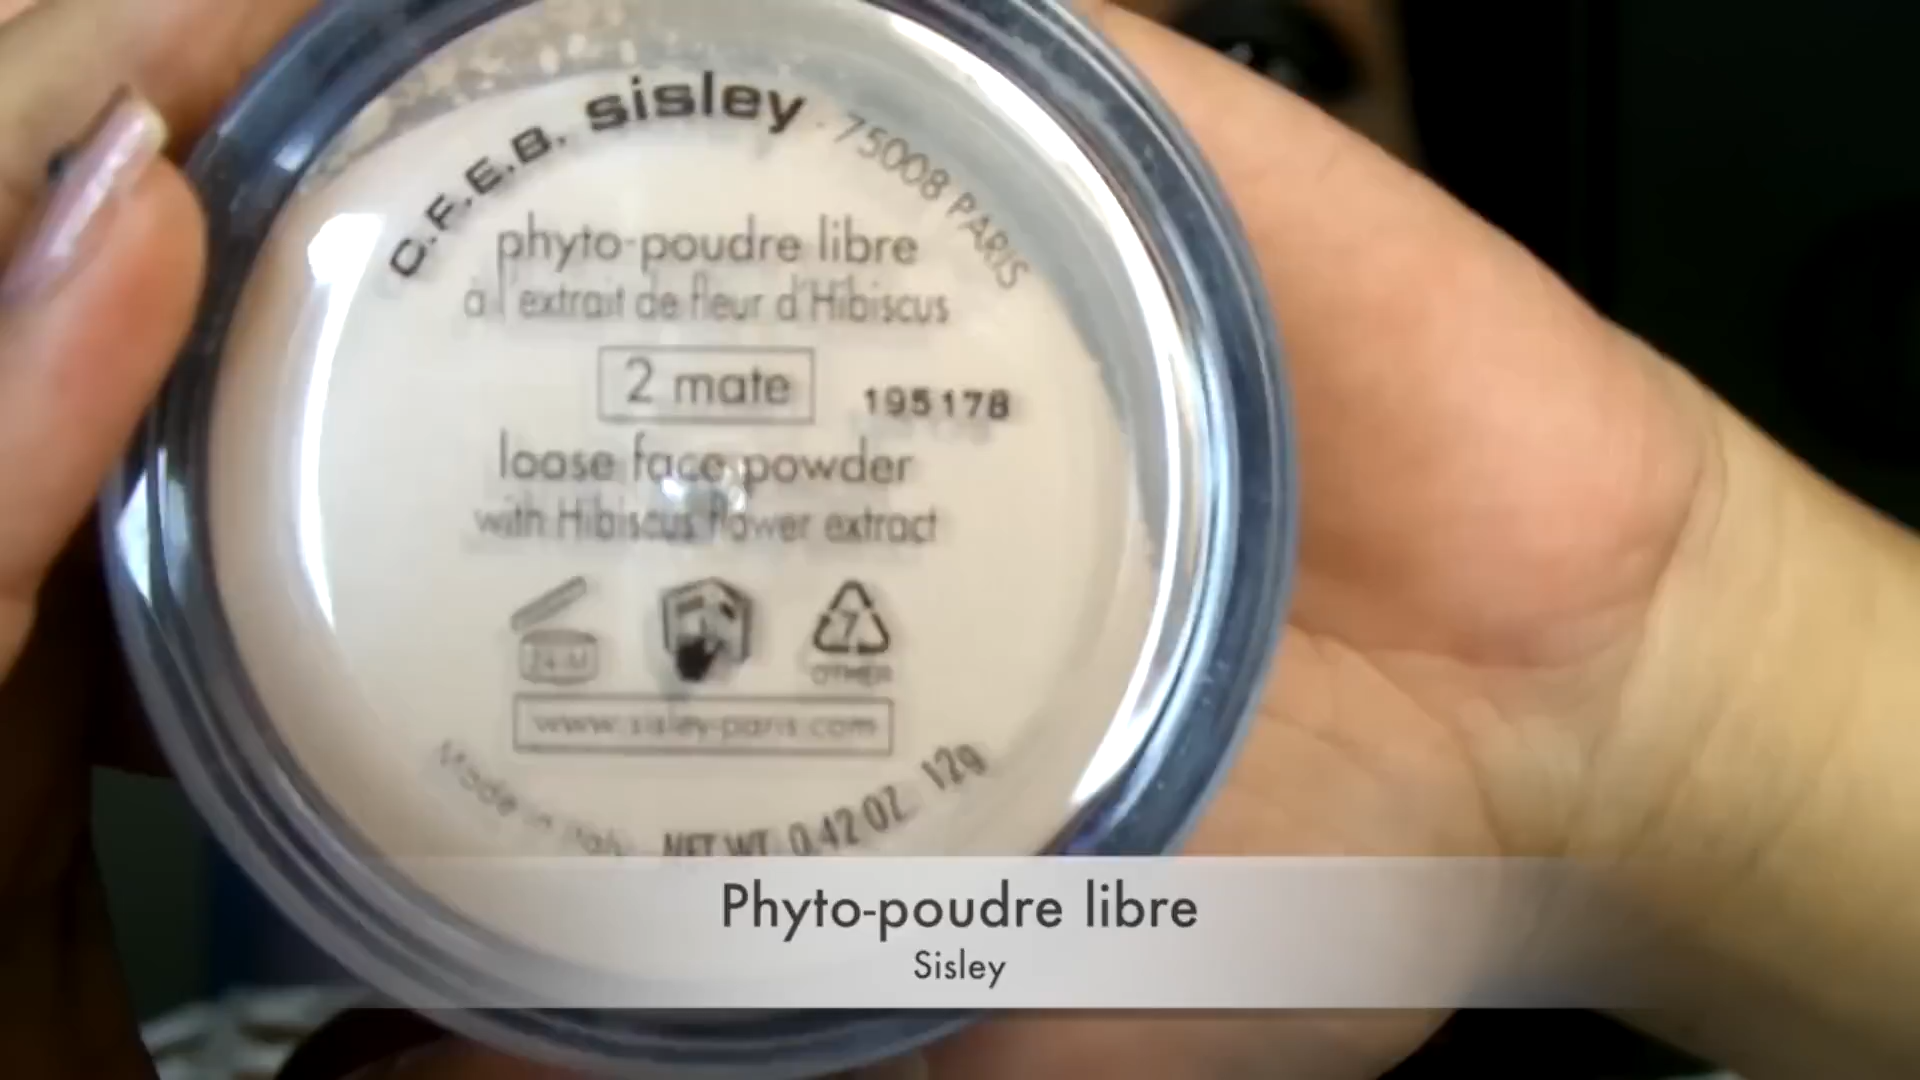 C.F.E.B. sisley · 75008 PARIS
phyto-poudre libre
à l'extrait de fleur d'Hibiscus
2 mate
195178
loose face powder
with Hibiscus flower extract
24 M
7
OTHER
www.sisley-paris.com
Made in Italy NET WT. 0.42 OZ. 12g
Phyto-poudre libre
Sisley